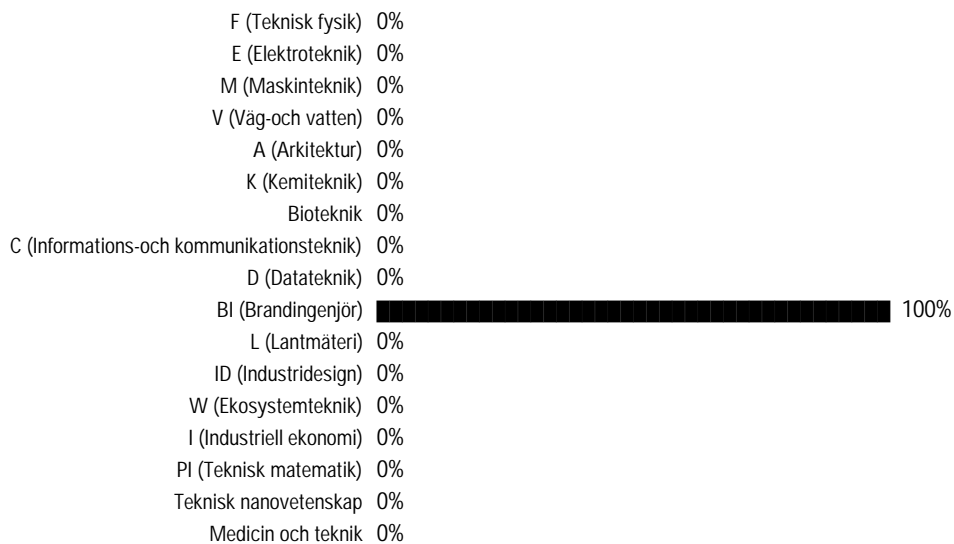 F (Teknisk fysik) 0%
E (Elektroteknik) 0%
M (Maskinteknik) 0%
V (Väg-och vatten) 0%
A (Arkitektur) 0%
K (Kemiteknik) 0%
Bioteknik 0%
C (Informations-och kommunikationsteknik) 0%
D (Datateknik) 0%
BI (Brandingenjör) 100%
L (Lantmäteri) 0%
ID (Industridesign) 0%
W (Ekosystemteknik) 0%
I (Industriell ekonomi) 0%
PI (Teknisk matematik) 0%
Teknisk nanovetenskap 0%
Medicin och teknik 0%